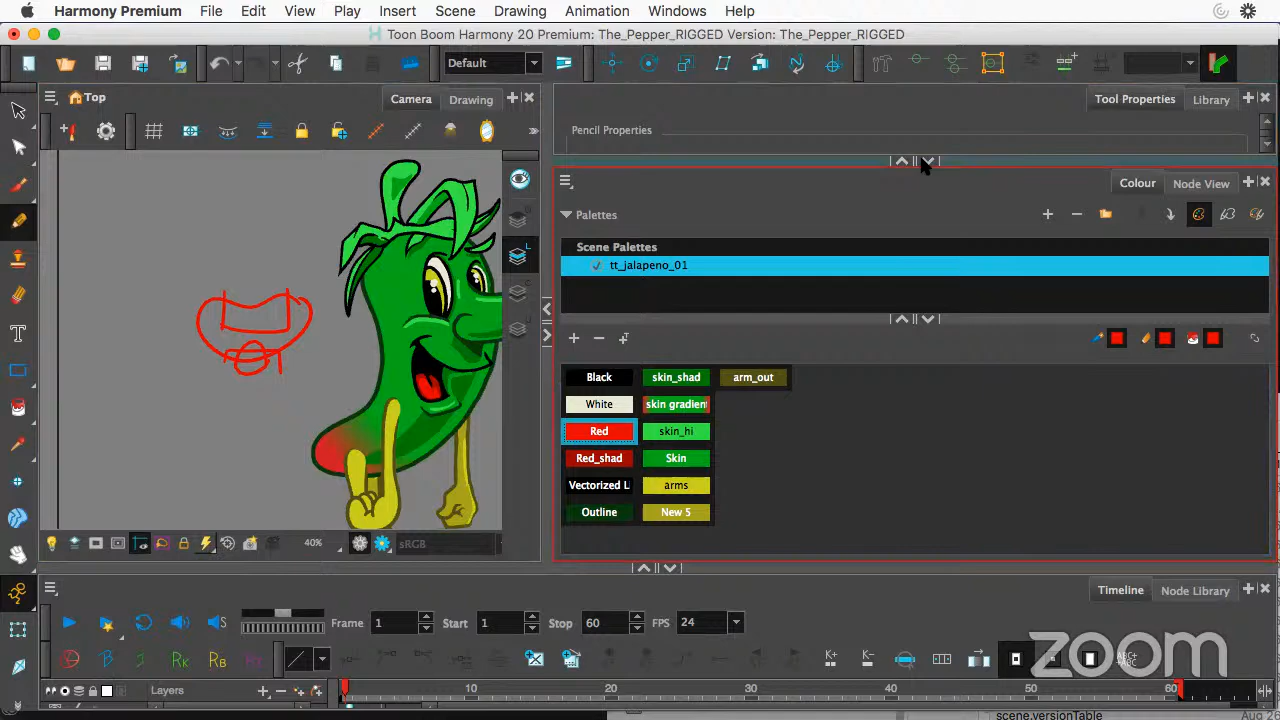 Harmony Premium File Edit View Play Insert Scene Drawing Animation Windows Help
Toon Boom Harmony 20 Premium: The_Pepper_RIGGED Version: The_Pepper_RIGGED
Default
Top Camera Drawing
Tool Properties Library
Pencil Properties
Colour Node View
Palettes
Scene Palettes
tt_jalapeno_01
Black skin_shad arm_out
White skin gradien
Red skin_hi
Red_shad Skin
Vectorized L arms
Outline New 5
40% sRGB
Timeline Node Library
Frame 1 Start 1 Stop 60 FPS 24
zoom
Layers
10 20 30 40 50 60
scene.versionTable